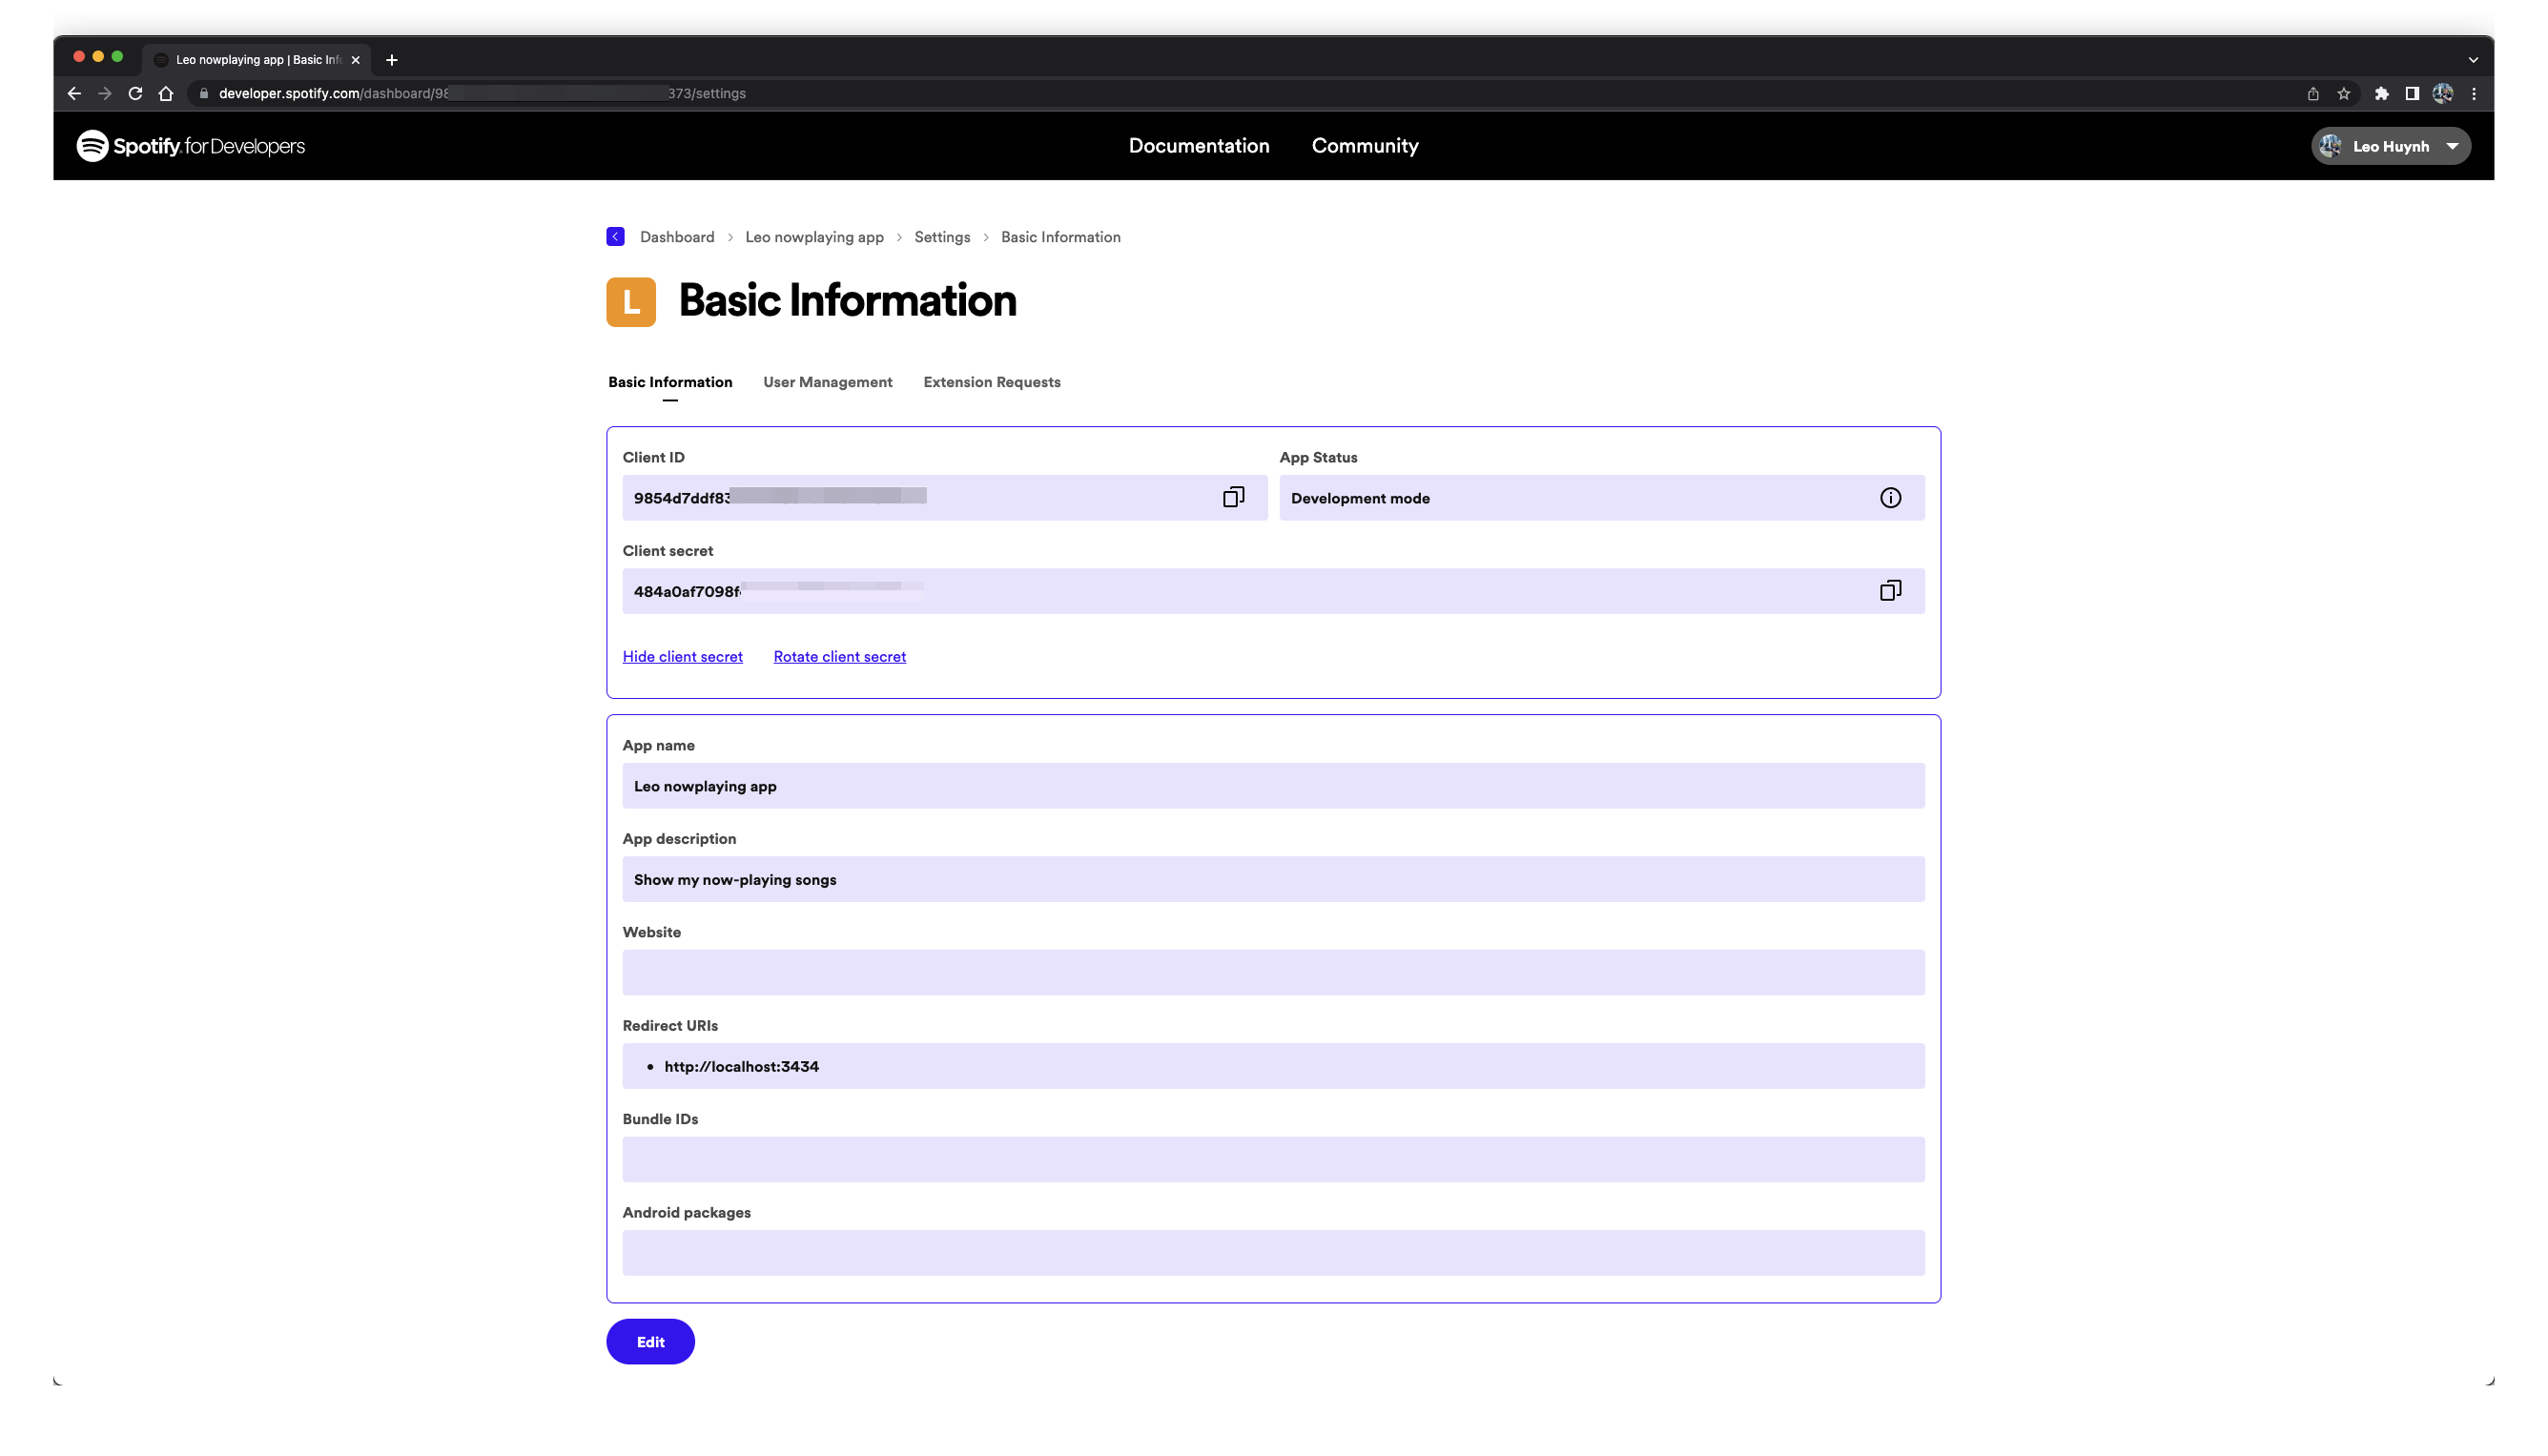 Leo nowplaying app | Basic Inf
developer.spotify.com/dashboard/98 373/settings
Spotify for Developers
Documentation
Community
Leo Huynh
Dashboard > Leo nowplaying app > Settings > Basic Information
L
Basic Information
Basic Information
User Management
Extension Requests
Client ID
App Status
9854d7ddf83
Development mode
Client secret
484a0af7098f
Hide client secret
Rotate client secret
App name
Leo nowplaying app
App description
Show my now-playing songs
Website
Redirect URIs
• http://localhost:3434
Bundle IDs
Android packages
Edit